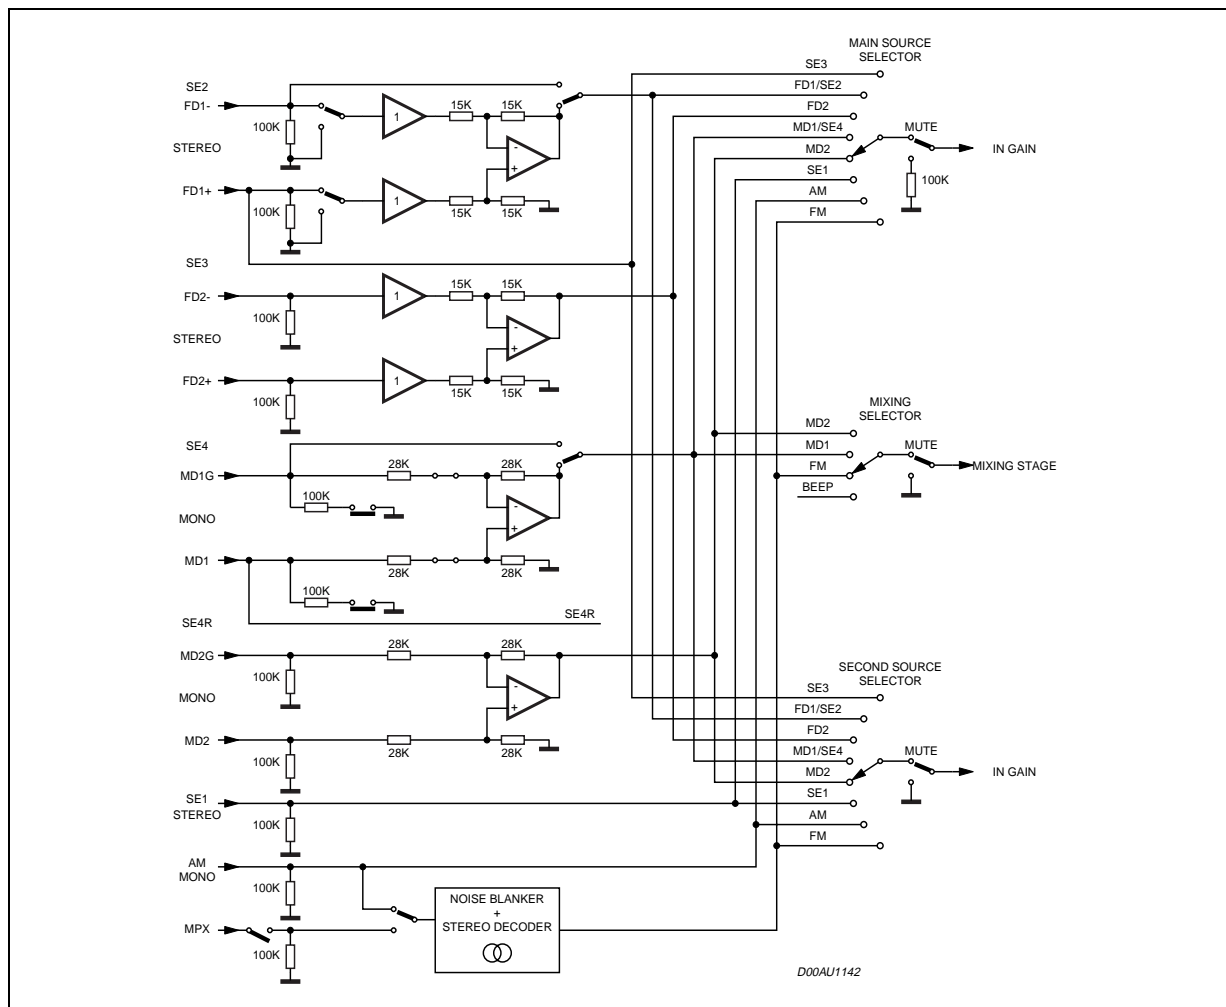 MAIN SOURCE
SELECTOR
SE3
SE2
FD1/SE2
FD1-
15K
15K
FD2
100K
1
MD1/SE4
MUTE
STEREO
-
MD2
IN GAIN
+
SE1
100K
FD1+
1
AM
100K
15K
15K
FM
SE3
15K
15K
FD2-
1
100K
STEREO
-
+
FD2+
1
100K
15K
15K
MIXING
SELECTOR
MD2
SE4
MD1
MUTE
28K
28K
FM
MIXING STAGE
MD1G
BEEP
100K
MONO
-
+
MD1
28K
28K
100K
SE4R
SE4R
28K
28K
MD2G
SECOND SOURCE
SELECTOR
100K
SE3
MONO
-
+
FD1/SE2
FD2
MD2
28K
28K
MD1/SE4
MUTE
100K
MD2
IN GAIN
SE1
SE1
STEREO
AM
100K
FM
AM
MONO
100K
NOISE BLANKER
+
STEREO DECODER
MPX
100K
D00AU1142